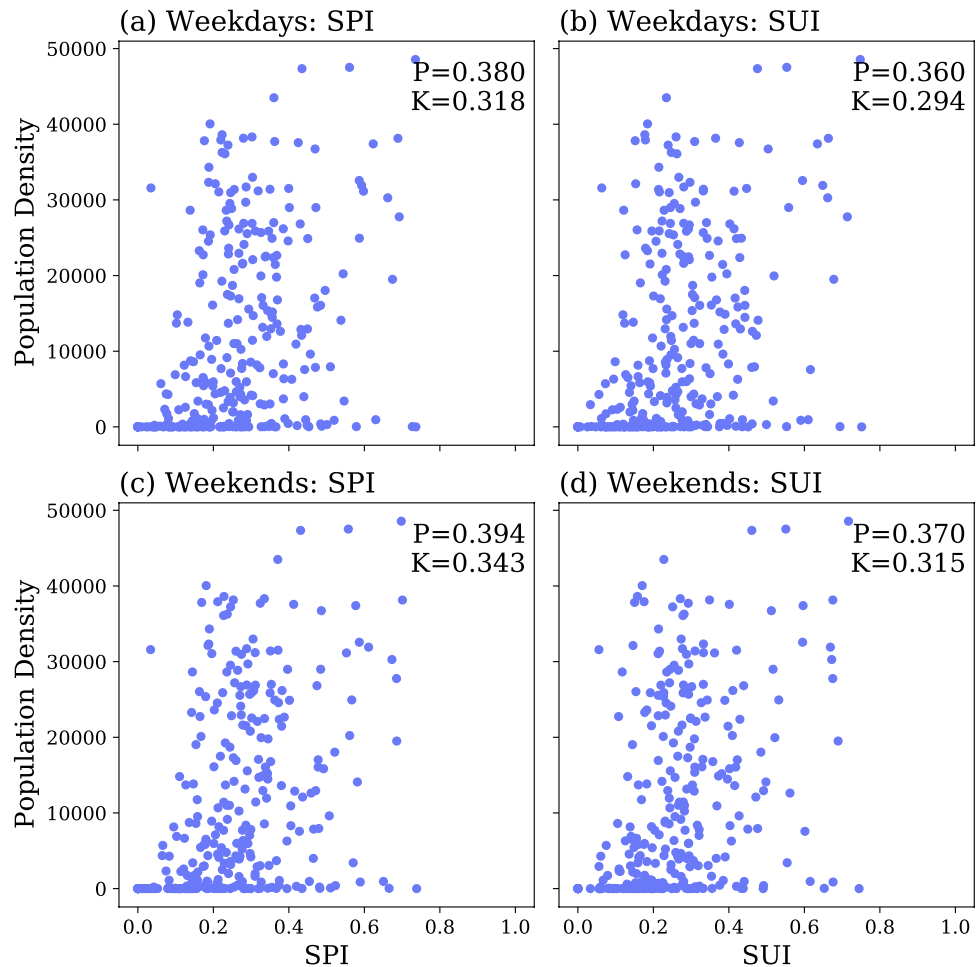 (a) Weekdays: SPI
(b) Weekdays: SUI
P=0.380
K=0.318
P=0.360
K=0.294
Population Density
50000
40000
30000
20000
10000
0
(c) Weekends: SPI
(d) Weekends: SUI
P=0.394
K=0.343
P=0.370
K=0.315
Population Density
50000
40000
30000
20000
10000
0
0.0 0.2 0.4 0.6 0.8 1.0
0.0 0.2 0.4 0.6 0.8 1.0
SPI
SUI